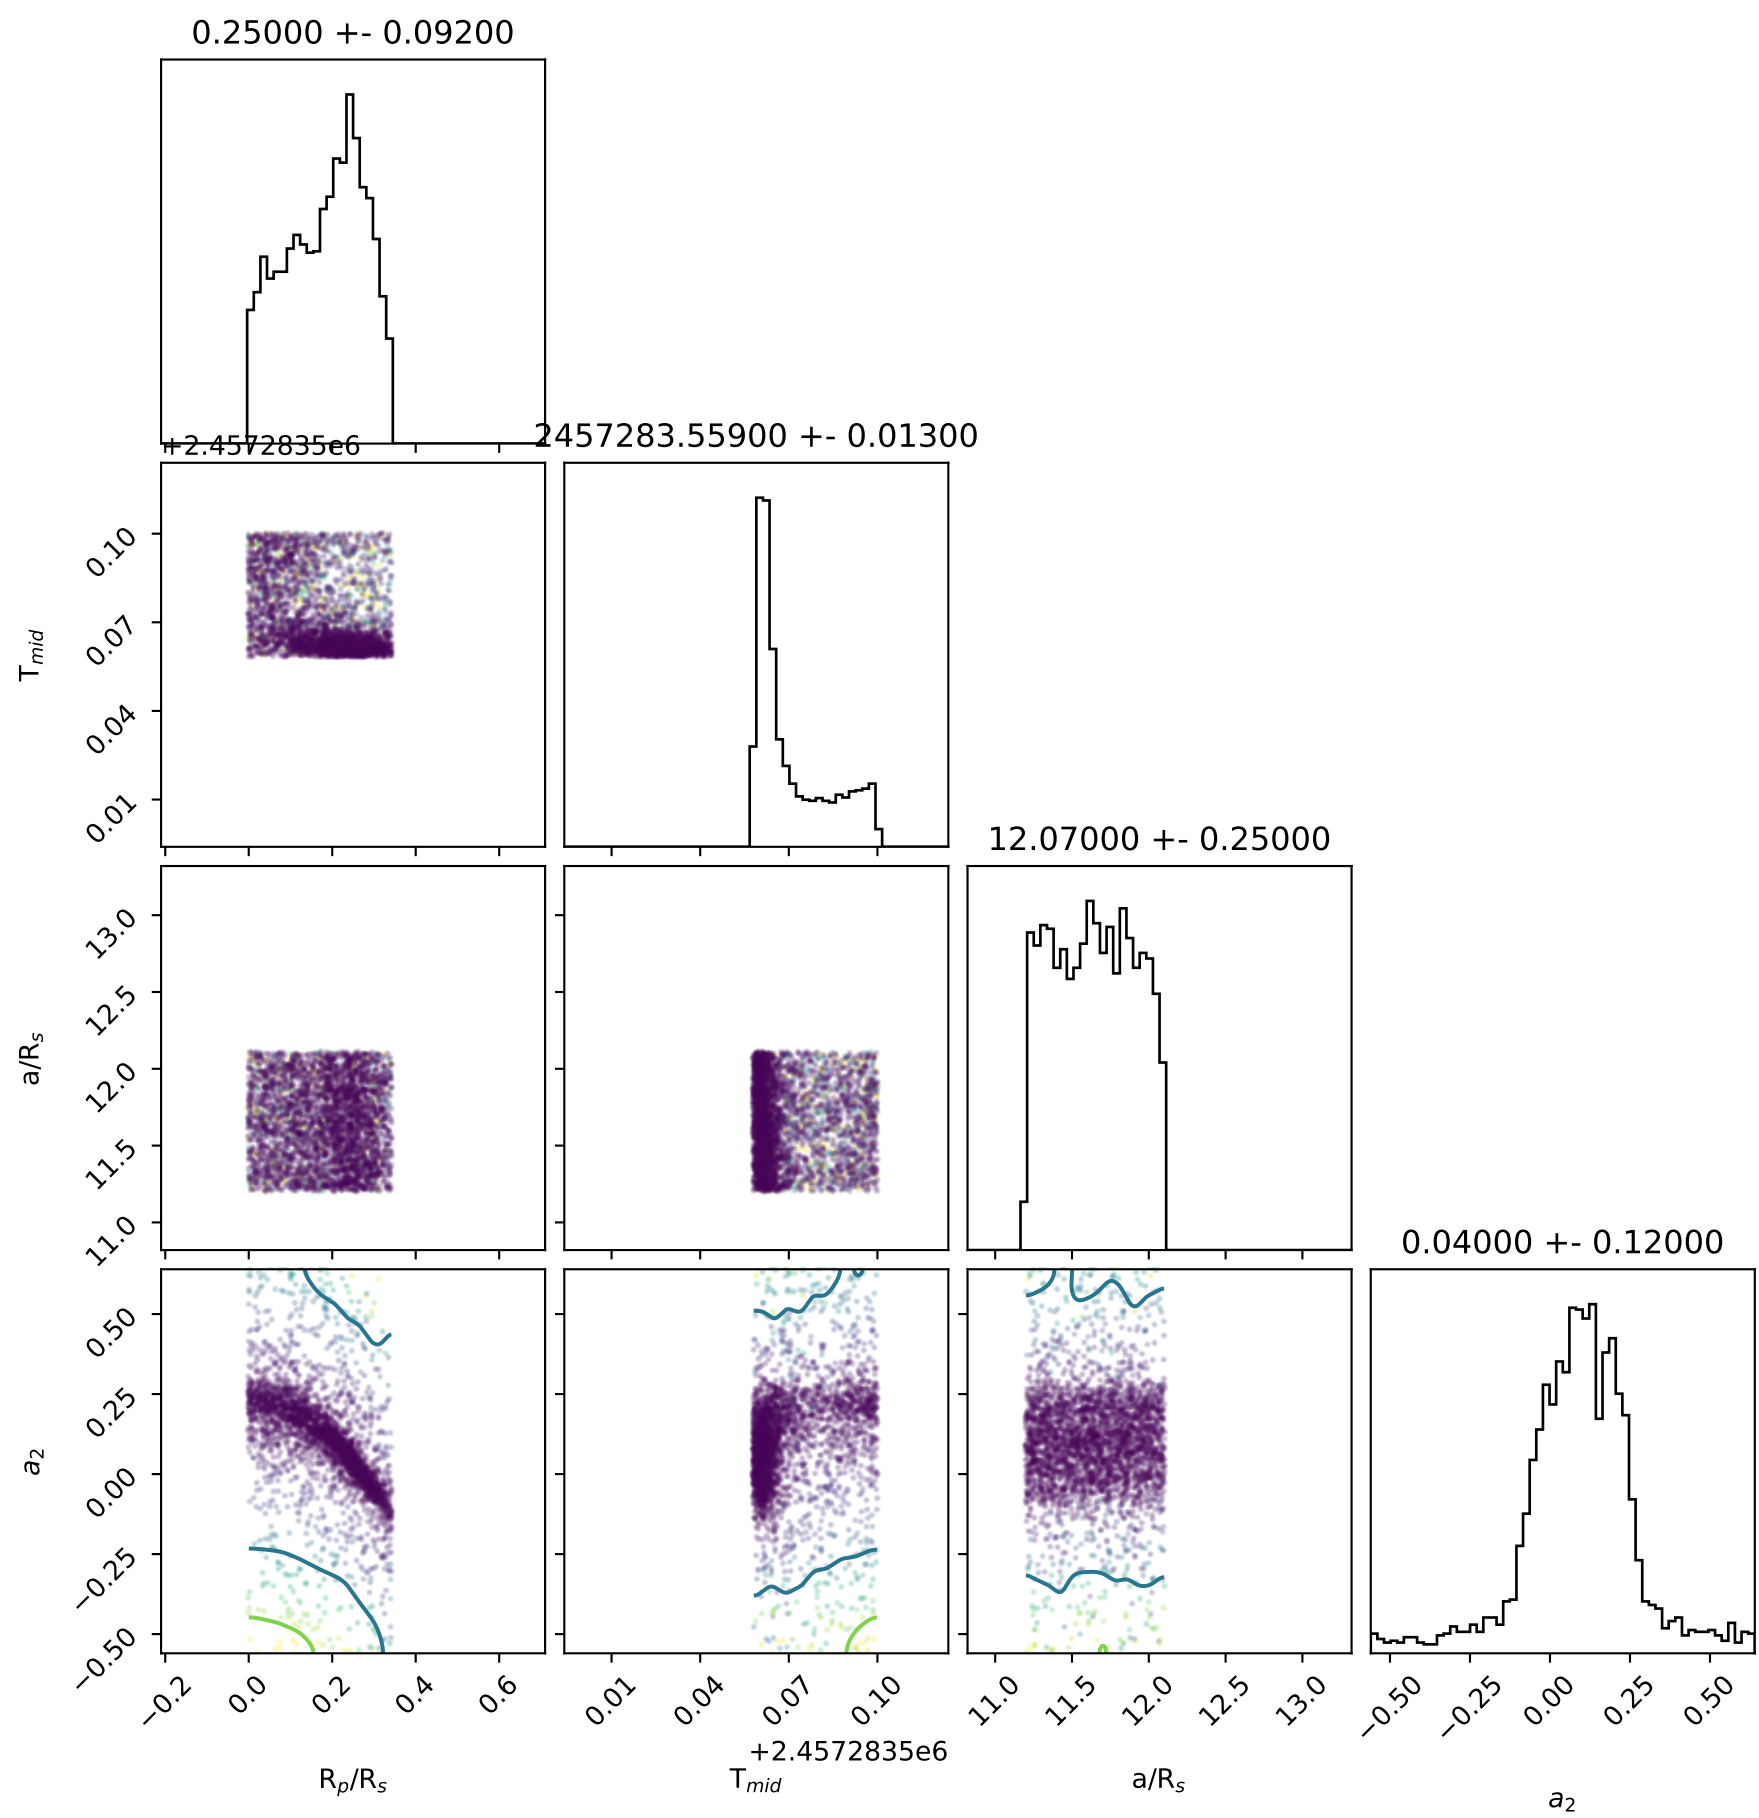 0.25000 +- 0.09200
+2.4572835e6
2457283.55900 +- 0.01300
0.10
0.07
0.04
0.01
T_mid
12.07000 +- 0.25000
13.0
12.5
12.0
11.5
11.0
a/R_s
0.04000 +- 0.12000
0.50
0.25
0.00
−0.25
−0.50
a_2
−0.2 0.0 0.2 0.4 0.6
0.01 0.04 0.07 0.10
11.0 11.5 12.0 12.5 13.0
−0.50 −0.25 0.00 0.25 0.50
+2.4572835e6
R_p/R_s
T_mid
a/R_s
a_2